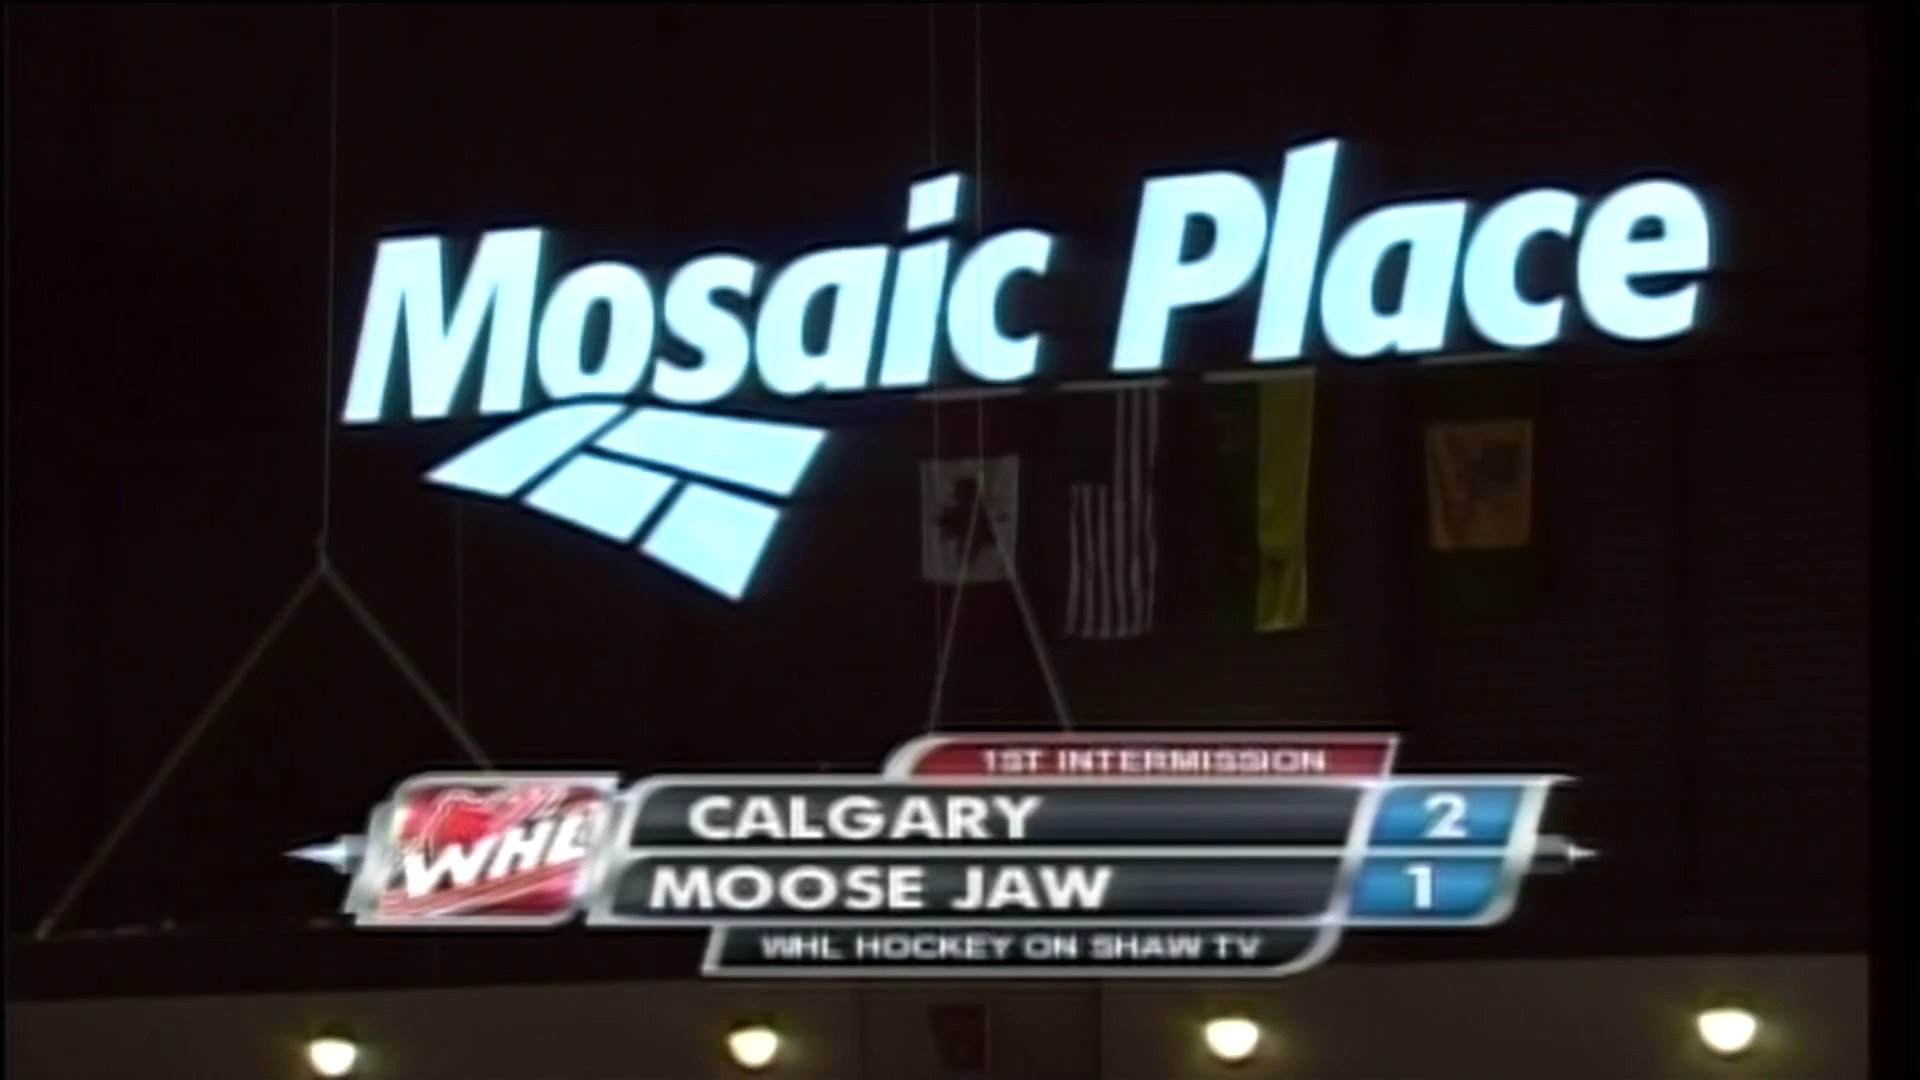 Mosaic Place
1ST INTERMISSION
WHL
CALGARY 2
MOOSE JAW 1
WHL HOCKEY ON SHAW TV